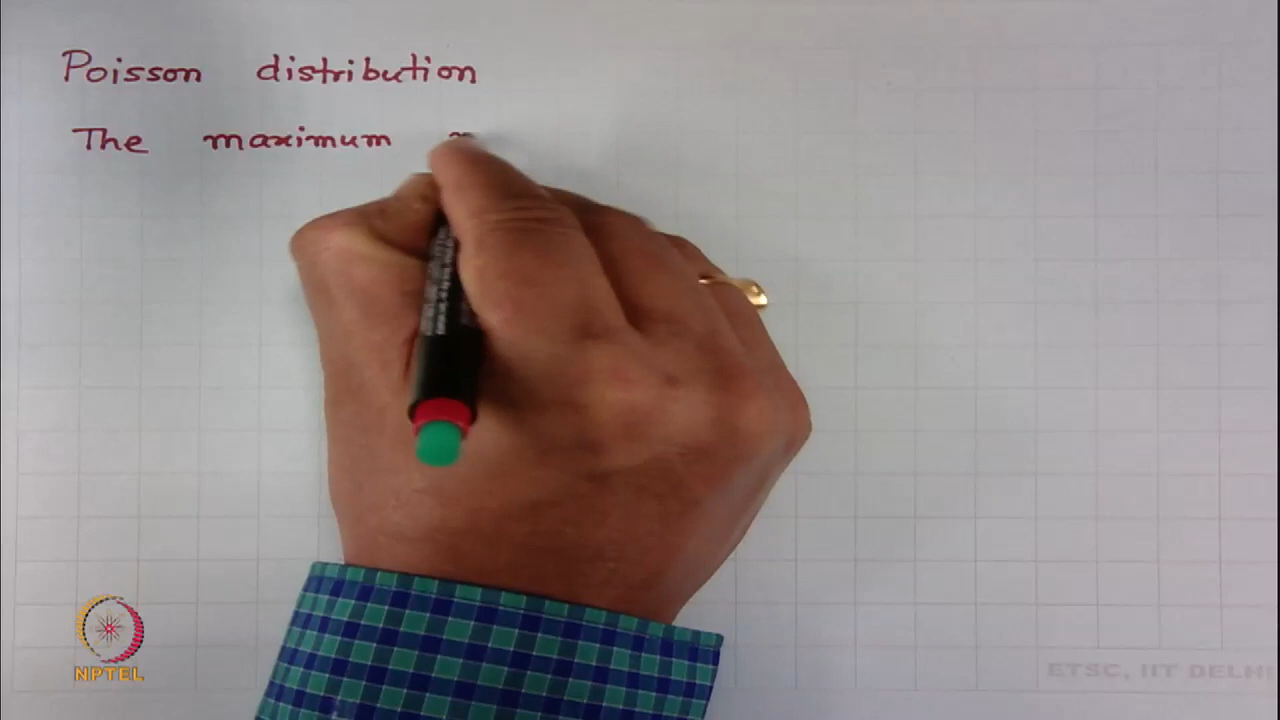 Poisson distribution
The maximum
NPTEL
ETSC, IIT DELHI